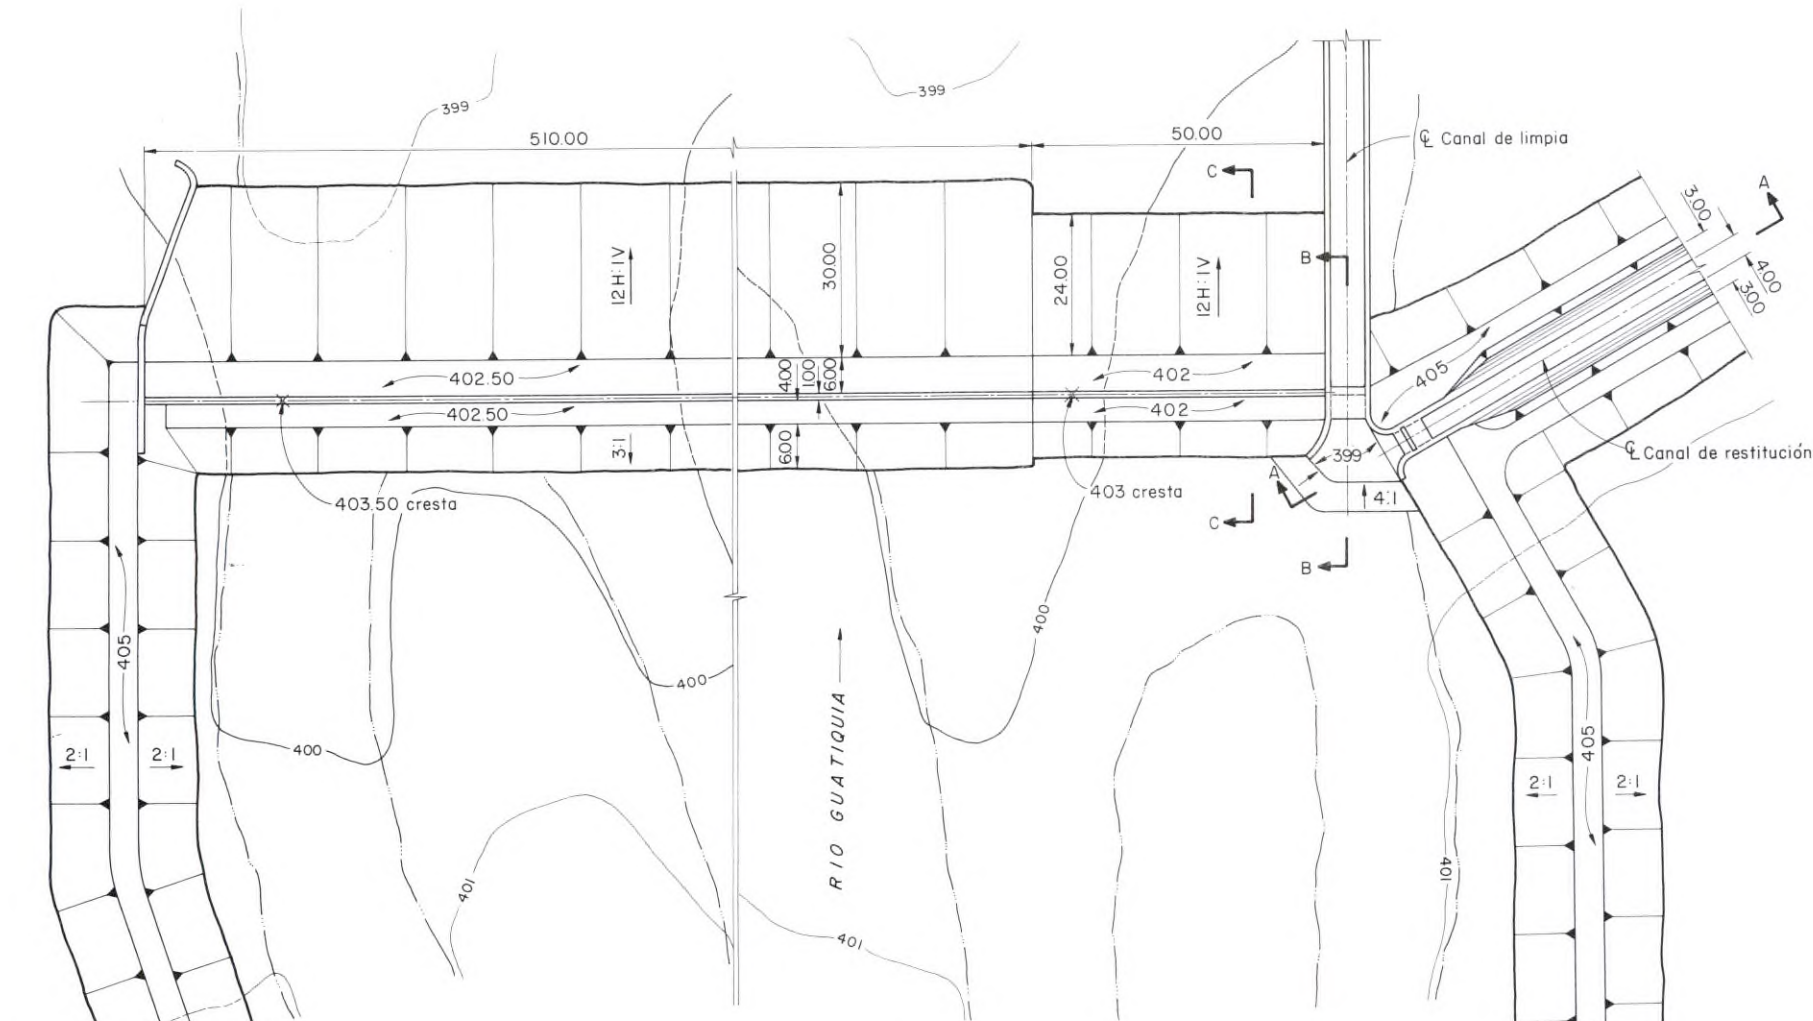 399
399
510.00
50.00
℄ Canal de limpia
C
A
3.00
4.00
3.00
B
12H:1V
30.00
24.00
12H:1V
402.50
4.00
1.00
6.00
402
405
402.50
402
3:1
6.00
399
℄ Canal de restitución
403.50 cresta
403 cresta
A
4:1
C
B
400
405
400
400
RIO GUATIQUIA
405
2:1
2:1
2:1
2:1
401
401
401